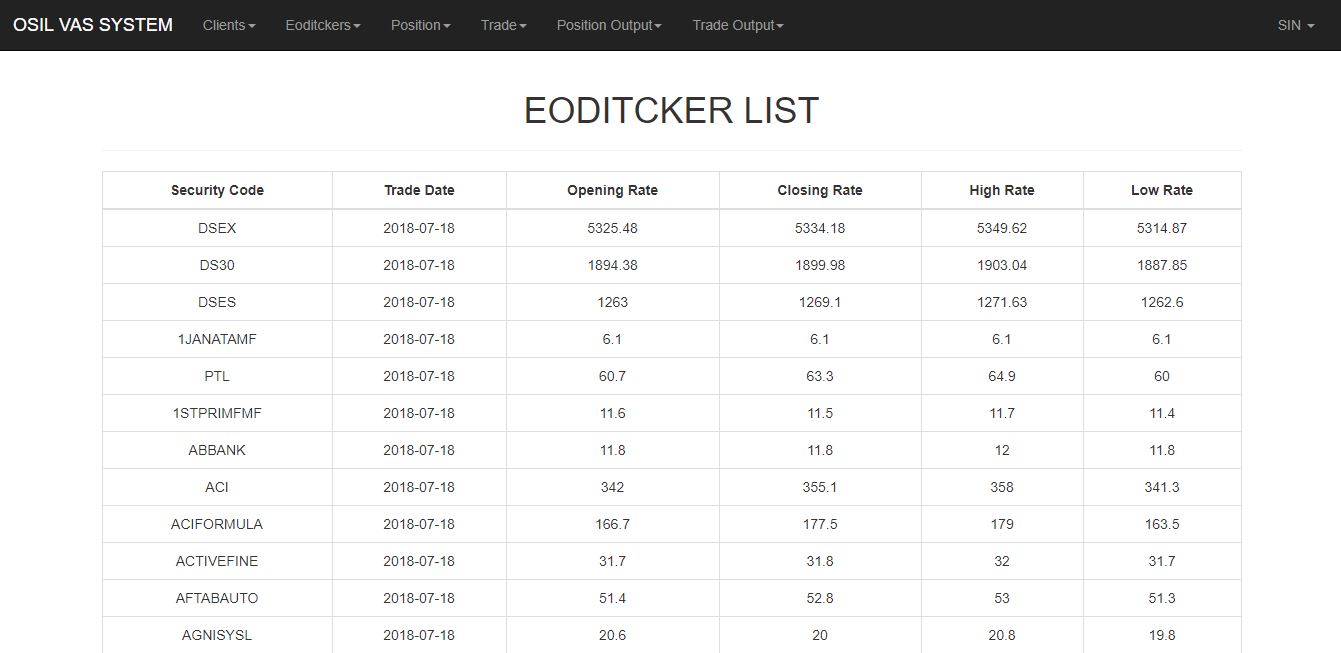 OSIL VAS SYSTEM Clients Eoditckers Position Trade Position Output Trade Output SIN
EODITCKER LIST
Security Code Trade Date Opening Rate Closing Rate High Rate Low Rate
DSEX 2018-07-18 5325.48 5334.18 5349.62 5314.87
DS30 2018-07-18 1894.38 1899.98 1903.04 1887.85
DSES 2018-07-18 1263 1269.1 1271.63 1262.6
1JANATAMF 2018-07-18 6.1 6.1 6.1 6.1
PTL 2018-07-18 60.7 63.3 64.9 60
1STPRIMFMF 2018-07-18 11.6 11.5 11.7 11.4
ABBANK 2018-07-18 11.8 11.8 12 11.8
ACI 2018-07-18 342 355.1 358 341.3
ACIFORMULA 2018-07-18 166.7 177.5 179 163.5
ACTIVEFINE 2018-07-18 31.7 31.8 32 31.7
AFTABAUTO 2018-07-18 51.4 52.8 53 51.3
AGNISYSL 2018-07-18 20.6 20 20.8 19.8